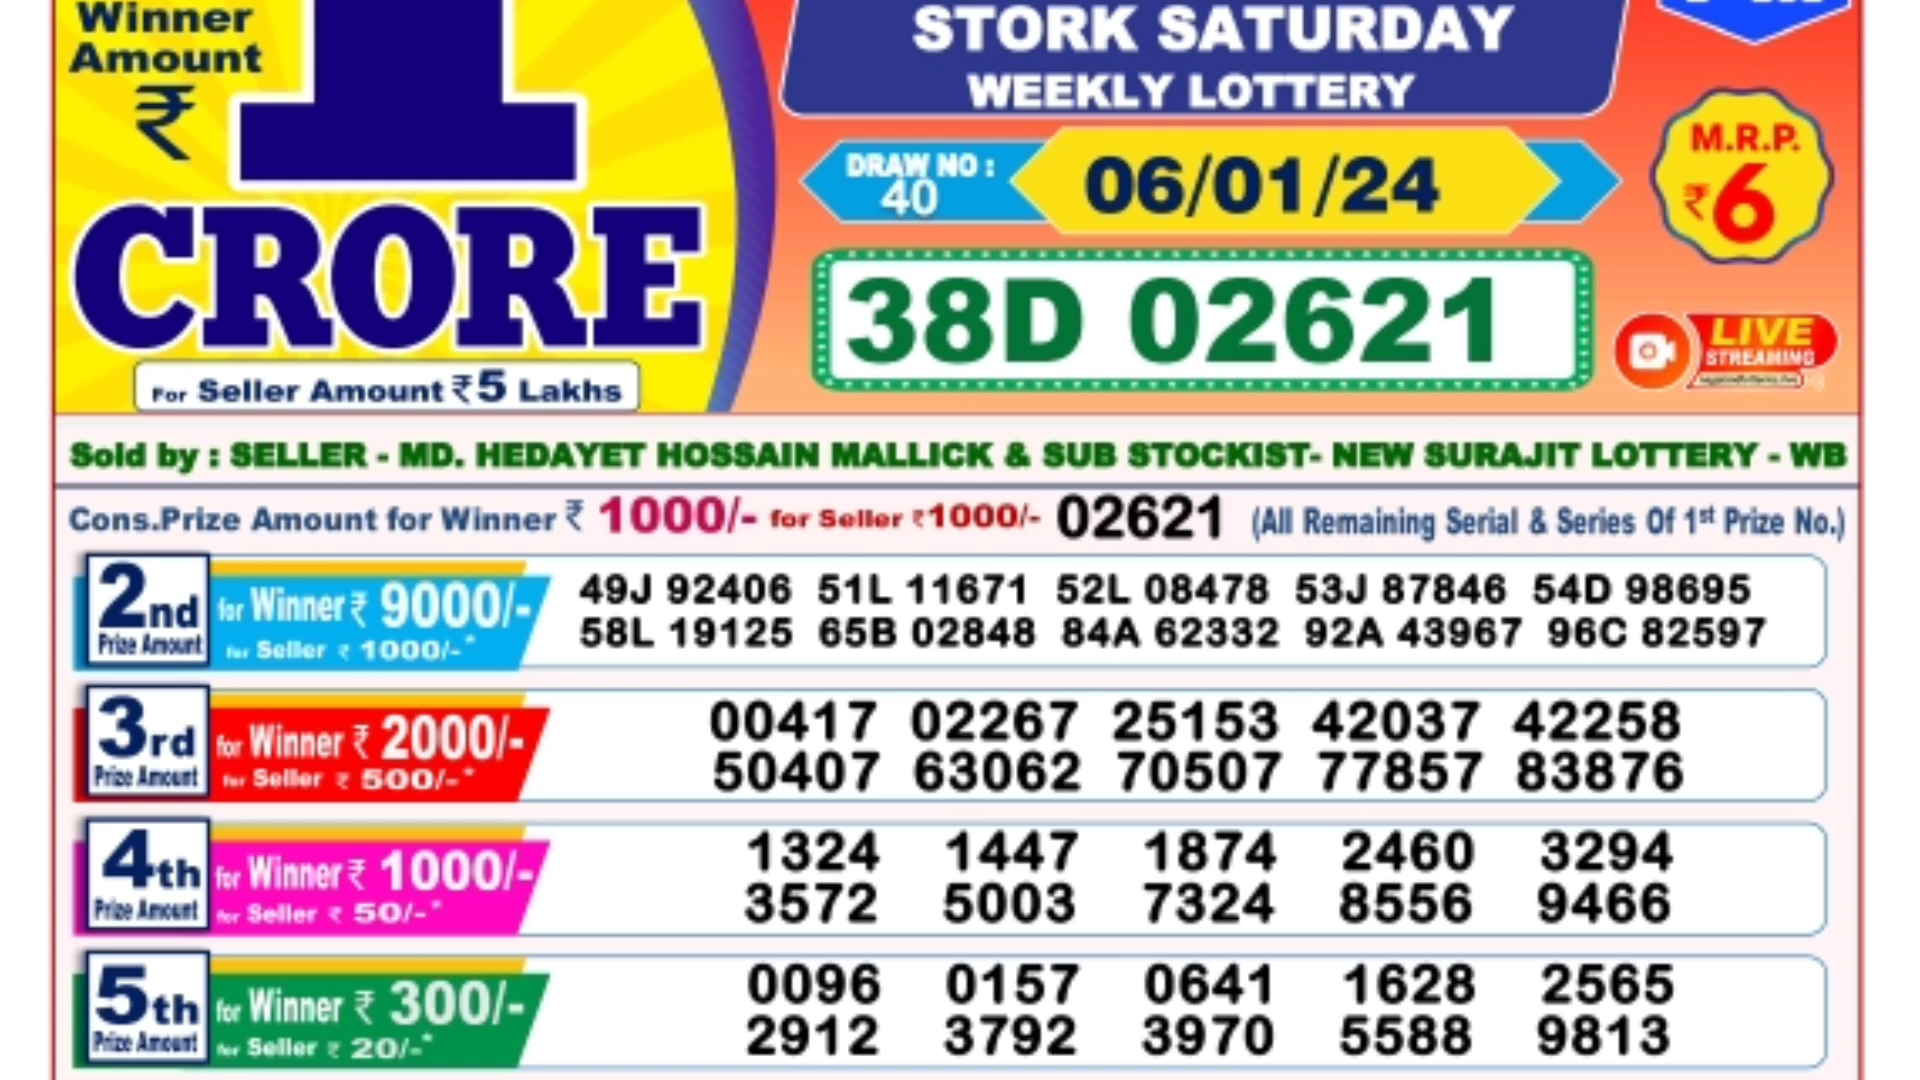 Winner
Amount
₹ 1
CRORE
For Seller Amount ₹5 Lakhs
STORK SATURDAY
WEEKLY LOTTERY
DRAW NO :
40
06/01/24
M.R.P.
₹6
38D 02621
LIVE
STREAMING
Sold by : SELLER - MD. HEDAYET HOSSAIN MALLICK & SUB STOCKIST- NEW SURAJIT LOTTERY - WB
Cons.Prize Amount for Winner ₹ 1000/- for Seller ₹1000/- 02621 (All Remaining Serial & Series Of 1st Prize No.)
2nd
Prize Amount
for Winner ₹ 9000/-
for Seller ₹ 1000/-*
49J 92406 51L 11671 52L 08478 53J 87846 54D 98695
58L 19125 65B 02848 84A 62332 92A 43967 96C 82597
3rd
Prize Amount
for Winner ₹ 2000/-
for Seller ₹ 500/-*
00417 02267 25153 42037 42258
50407 63062 70507 77857 83876
4th
Prize Amount
for Winner ₹ 1000/-
for Seller ₹ 50/-*
1324 1447 1874 2460 3294
3572 5003 7324 8556 9466
5th
Prize Amount
for Winner ₹ 300/-
for Seller ₹ 20/-*
0096 0157 0641 1628 2565
2912 3792 3970 5588 9813